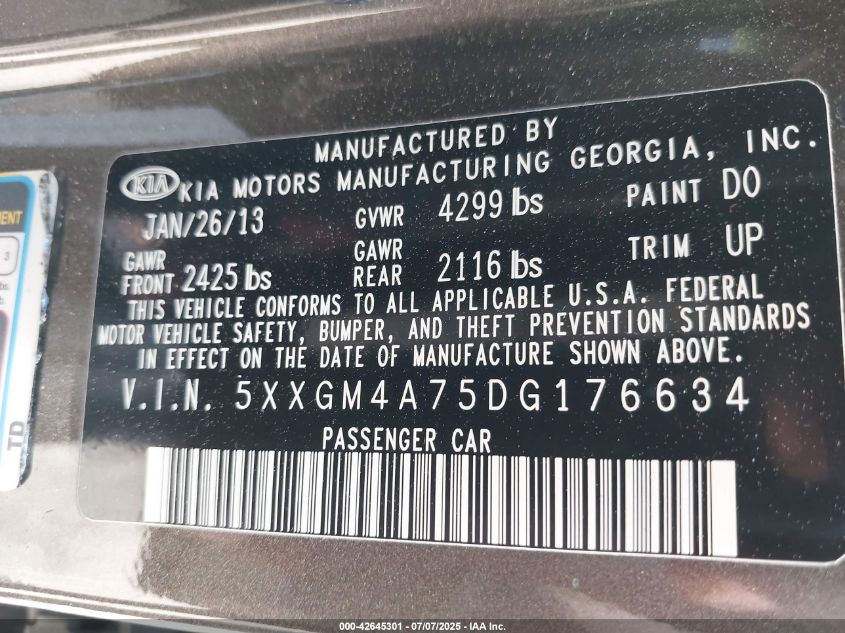 MANUFACTURED BY
KIA KIA MOTORS MANUFACTURING GEORGIA, INC.
JAN/26/13 GVWR 4299 lbs PAINT DO
GAWR FRONT 2425 lbs GAWR REAR 2116 lbs TRIM UP
THIS VEHICLE CONFORMS TO ALL APPLICABLE U.S.A. FEDERAL
MOTOR VEHICLE SAFETY, BUMPER, AND THEFT PREVENTION STANDARDS
IN EFFECT ON THE DATE OF MANUFACTURE SHOWN ABOVE.
V.I.N. 5XXGM4A75DG176634
PASSENGER CAR
3
TD
000-42645301 / 07/07/2025 - IAA Inc.